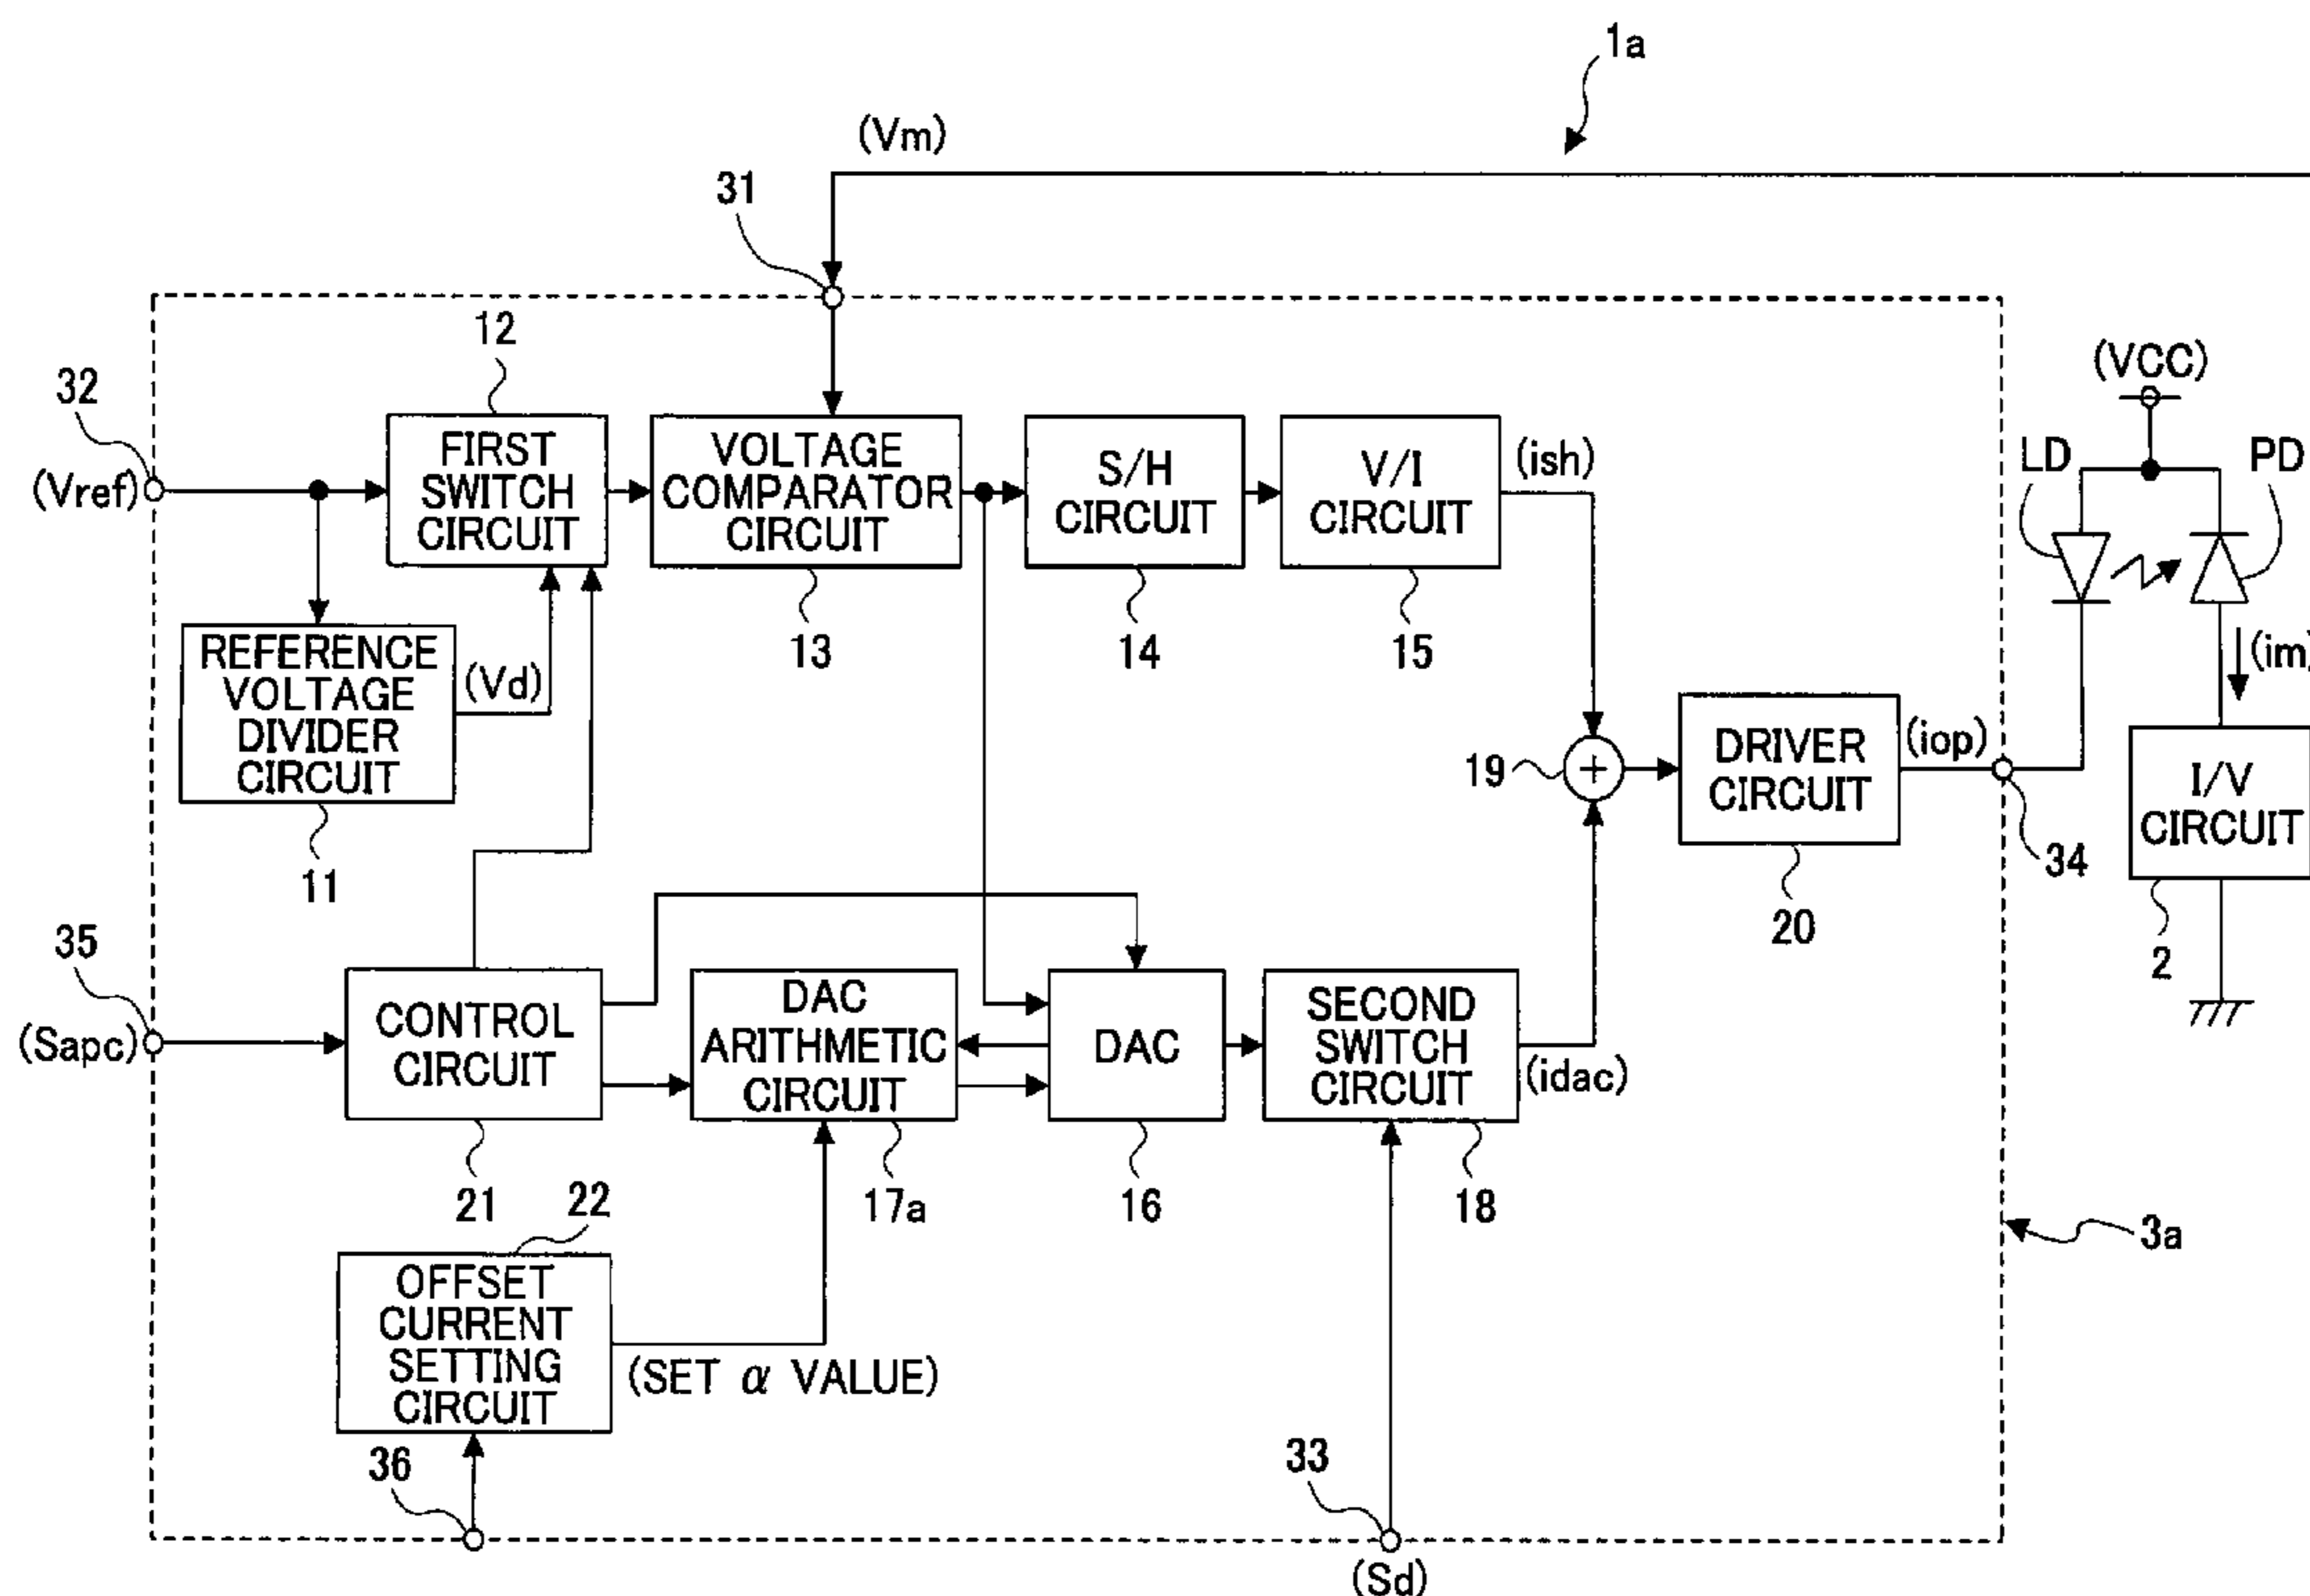 1a
(Vm)
31
12
32
(Vref)
FIRST
SWITCH
CIRCUIT
VOLTAGE
COMPARATOR
CIRCUIT
S/H
CIRCUIT
V/I
CIRCUIT
(ish)
(VCC)
LD
PD
13
14
15
REFERENCE
VOLTAGE
DIVIDER
CIRCUIT
(Vd)
11
(im)
19
+
DRIVER
CIRCUIT
(iop)
34
20
I/V
CIRCUIT
2
35
(Sapc)
CONTROL
CIRCUIT
DAC
ARITHMETIC
CIRCUIT
DAC
SECOND
SWITCH
CIRCUIT
(idac)
21
22
17a
16
18
3a
OFFSET
CURRENT
SETTING
CIRCUIT
(SET α VALUE)
36
33
(Sd)